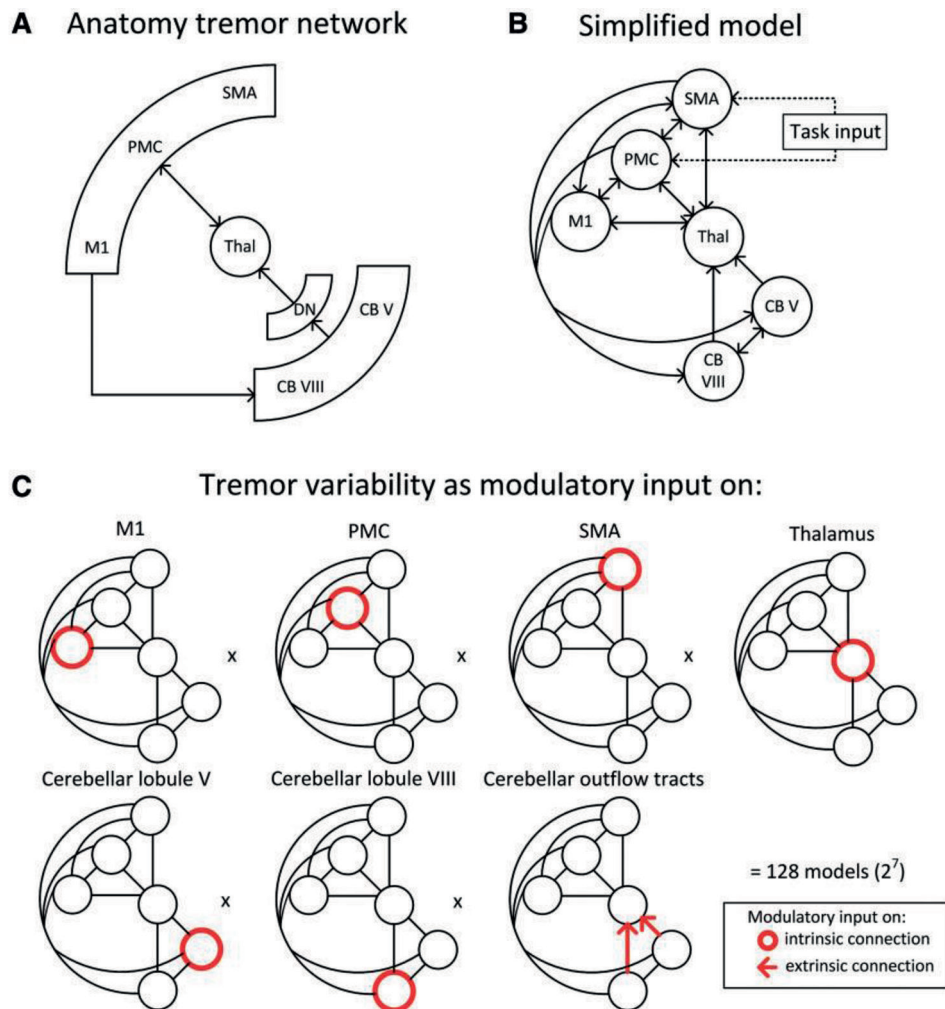 A Anatomy tremor network
SMA
PMC
M1
Thal
DN
CB V
CB VIII
B Simplified model
SMA
Task input
PMC
M1
Thal
CB V
CB
VIII
C Tremor variability as modulatory input on:
M1 PMC SMA Thalamus
x x x
Cerebellar lobule V Cerebellar lobule VIII Cerebellar outflow tracts
x x
= 128 models (2⁷)
Modulatory input on:
intrinsic connection
extrinsic connection